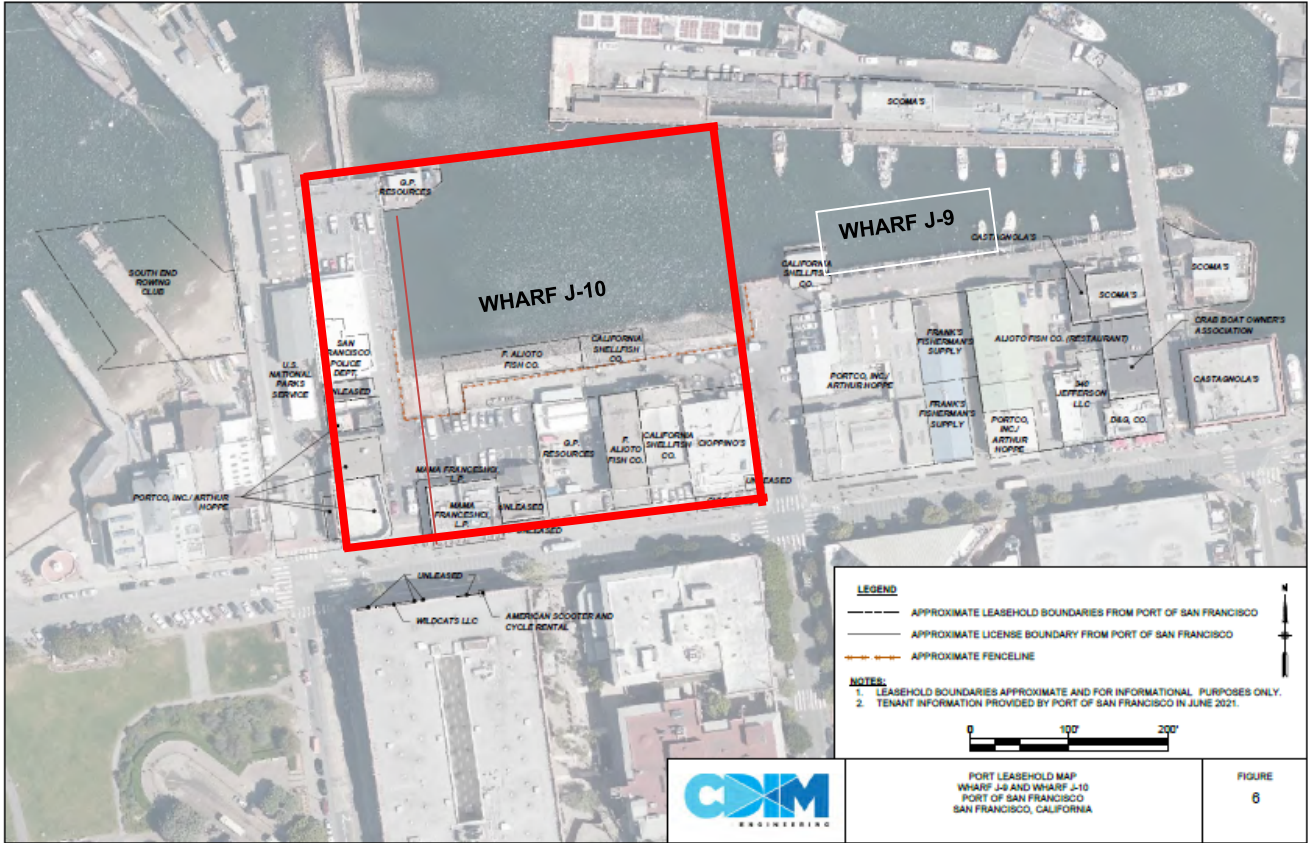 SCOMA'S
G.P.
RESOURCES
WHARF J-9
CASTAGNOLA'S
SOUTH END
ROWING
CLUB
WHARF J-10
CALIFORNIA
SHELLFISH
CO.
SCOMA'S
SCOMA'S
CRAB BOAT OWNER'S
ASSOCIATION
SAN
FRANCISCO
POLICE
DEPT.
UNLEASED
U.S.
NATIONAL
PARKS
SERVICE
F. ALIOTO
FISH CO.
CALIFORNIA
SHELLFISH
CO.
PORTCO, INC./
ARTHUR HOPPE
FRANK'S
FISHERMAN'S
SUPPLY
ALIOTO FISH CO. (RESTAURANT)
340
JEFFERSON
LLC
CASTAGNOLA'S
FRANK'S
FISHERMAN'S
SUPPLY
PORTCO,
INC./
ARTHUR
HOPPE
D&G, CO.
G.P.
RESOURCES
F.
ALIOTO
FISH CO.
CALIFORNIA
SHELLFISH
CO.
CIOPPINO'S
MAMA FRANCESHO,
L.P.
MAMA
FRANCESHO,
L.P.
UNLEASED
UNLEASED
UNLEASED
PORTCO, INC./ ARTHUR
HOPPE
UNLEASED
WILDCATS LLC
AMERICAN SCOOTER AND
CYCLE RENTAL
LEGEND
N
APPROXIMATE LEASEHOLD BOUNDARIES FROM PORT OF SAN FRANCISCO
APPROXIMATE LICENSE BOUNDARY FROM PORT OF SAN FRANCISCO
APPROXIMATE FENCELINE
NOTES:
1. LEASEHOLD BOUNDARIES APPROXIMATE AND FOR INFORMATIONAL PURPOSES ONLY.
2. TENANT INFORMATION PROVIDED BY PORT OF SAN FRANCISCO IN JUNE 2021.
0 100' 200'
CDIM
ENGINEERING
PORT LEASEHOLD MAP
WHARF J-9 AND WHARF J-10
PORT OF SAN FRANCISCO
SAN FRANCISCO, CALIFORNIA
FIGURE
6